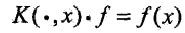 K(·,x)·f = f(x)